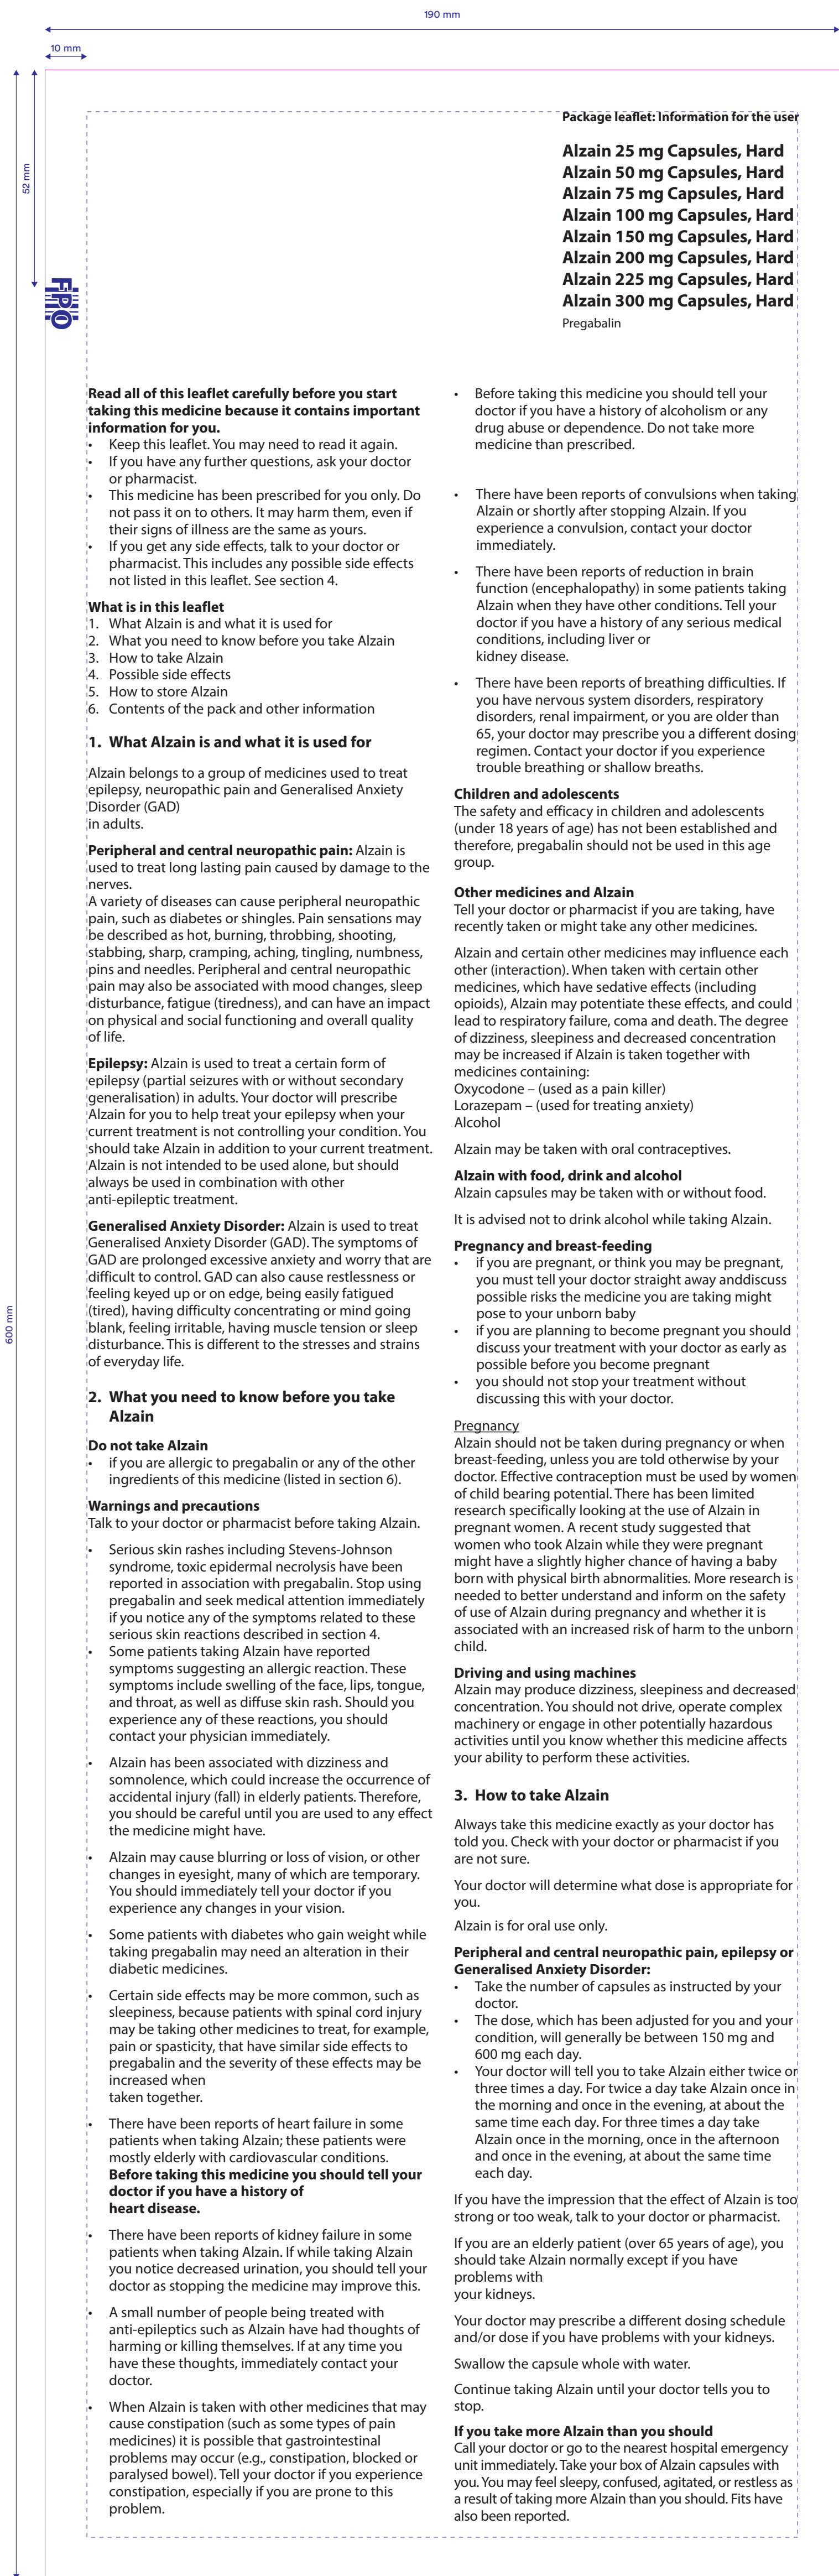 190 mm
10 mm
52 mm
600 mm
FPO
Package leaflet: Information for the user
Alzain 25 mg Capsules, Hard
Alzain 50 mg Capsules, Hard
Alzain 75 mg Capsules, Hard
Alzain 100 mg Capsules, Hard
Alzain 150 mg Capsules, Hard
Alzain 200 mg Capsules, Hard
Alzain 225 mg Capsules, Hard
Alzain 300 mg Capsules, Hard
Pregabalin
Read all of this leaflet carefully before you start
taking this medicine because it contains important
information for you.
• Keep this leaflet. You may need to read it again.
• If you have any further questions, ask your doctor
or pharmacist.
• This medicine has been prescribed for you only. Do
not pass it on to others. It may harm them, even if
their signs of illness are the same as yours.
• If you get any side effects, talk to your doctor or
pharmacist. This includes any possible side effects
not listed in this leaflet. See section 4.
What is in this leaflet
1. What Alzain is and what it is used for
2. What you need to know before you take Alzain
3. How to take Alzain
4. Possible side effects
5. How to store Alzain
6. Contents of the pack and other information
1. What Alzain is and what it is used for
Alzain belongs to a group of medicines used to treat
epilepsy, neuropathic pain and Generalised Anxiety
Disorder (GAD)
in adults.
Peripheral and central neuropathic pain: Alzain is
used to treat long lasting pain caused by damage to the
nerves.
A variety of diseases can cause peripheral neuropathic
pain, such as diabetes or shingles. Pain sensations may
be described as hot, burning, throbbing, shooting,
stabbing, sharp, cramping, aching, tingling, numbness,
pins and needles. Peripheral and central neuropathic
pain may also be associated with mood changes, sleep
disturbance, fatigue (tiredness), and can have an impact
on physical and social functioning and overall quality
of life.
Epilepsy: Alzain is used to treat a certain form of
epilepsy (partial seizures with or without secondary
generalisation) in adults. Your doctor will prescribe
Alzain for you to help treat your epilepsy when your
current treatment is not controlling your condition. You
should take Alzain in addition to your current treatment.
Alzain is not intended to be used alone, but should
always be used in combination with other
anti-epileptic treatment.
Generalised Anxiety Disorder: Alzain is used to treat
Generalised Anxiety Disorder (GAD). The symptoms of
GAD are prolonged excessive anxiety and worry that are
difficult to control. GAD can also cause restlessness or
feeling keyed up or on edge, being easily fatigued
(tired), having difficulty concentrating or mind going
blank, feeling irritable, having muscle tension or sleep
disturbance. This is different to the stresses and strains
of everyday life.
2. What you need to know before you take
Alzain
Do not take Alzain
• if you are allergic to pregabalin or any of the other
ingredients of this medicine (listed in section 6).
Warnings and precautions
Talk to your doctor or pharmacist before taking Alzain.
• Serious skin rashes including Stevens-Johnson
syndrome, toxic epidermal necrolysis have been
reported in association with pregabalin. Stop using
pregabalin and seek medical attention immediately
if you notice any of the symptoms related to these
serious skin reactions described in section 4.
• Some patients taking Alzain have reported
symptoms suggesting an allergic reaction. These
symptoms include swelling of the face, lips, tongue,
and throat, as well as diffuse skin rash. Should you
experience any of these reactions, you should
contact your physician immediately.
• Alzain has been associated with dizziness and
somnolence, which could increase the occurrence of
accidental injury (fall) in elderly patients. Therefore,
you should be careful until you are used to any effect
the medicine might have.
• Alzain may cause blurring or loss of vision, or other
changes in eyesight, many of which are temporary.
You should immediately tell your doctor if you
experience any changes in your vision.
• Some patients with diabetes who gain weight while
taking pregabalin may need an alteration in their
diabetic medicines.
• Certain side effects may be more common, such as
sleepiness, because patients with spinal cord injury
may be taking other medicines to treat, for example,
pain or spasticity, that have similar side effects to
pregabalin and the severity of these effects may be
increased when
taken together.
• There have been reports of heart failure in some
patients when taking Alzain; these patients were
mostly elderly with cardiovascular conditions.
Before taking this medicine you should tell your
doctor if you have a history of
heart disease.
• There have been reports of kidney failure in some
patients when taking Alzain. If while taking Alzain
you notice decreased urination, you should tell your
doctor as stopping the medicine may improve this.
• A small number of people being treated with
anti-epileptics such as Alzain have had thoughts of
harming or killing themselves. If at any time you
have these thoughts, immediately contact your
doctor.
• When Alzain is taken with other medicines that may
cause constipation (such as some types of pain
medicines) it is possible that gastrointestinal
problems may occur (e.g., constipation, blocked or
paralysed bowel). Tell your doctor if you experience
constipation, especially if you are prone to this
problem.
• Before taking this medicine you should tell your
doctor if you have a history of alcoholism or any
drug abuse or dependence. Do not take more
medicine than prescribed.
• There have been reports of convulsions when taking
Alzain or shortly after stopping Alzain. If you
experience a convulsion, contact your doctor
immediately.
• There have been reports of reduction in brain
function (encephalopathy) in some patients taking
Alzain when they have other conditions. Tell your
doctor if you have a history of any serious medical
conditions, including liver or
kidney disease.
• There have been reports of breathing difficulties. If
you have nervous system disorders, respiratory
disorders, renal impairment, or you are older than
65, your doctor may prescribe you a different dosing
regimen. Contact your doctor if you experience
trouble breathing or shallow breaths.
Children and adolescents
The safety and efficacy in children and adolescents
(under 18 years of age) has not been established and
therefore, pregabalin should not be used in this age
group.
Other medicines and Alzain
Tell your doctor or pharmacist if you are taking, have
recently taken or might take any other medicines.
Alzain and certain other medicines may influence each
other (interaction). When taken with certain other
medicines, which have sedative effects (including
opioids), Alzain may potentiate these effects, and could
lead to respiratory failure, coma and death. The degree
of dizziness, sleepiness and decreased concentration
may be increased if Alzain is taken together with
medicines containing:
Oxycodone – (used as a pain killer)
Lorazepam – (used for treating anxiety)
Alcohol
Alzain may be taken with oral contraceptives.
Alzain with food, drink and alcohol
Alzain capsules may be taken with or without food.
It is advised not to drink alcohol while taking Alzain.
Pregnancy and breast-feeding
• if you are pregnant, or think you may be pregnant,
you must tell your doctor straight away anddiscuss
possible risks the medicine you are taking might
pose to your unborn baby
• if you are planning to become pregnant you should
discuss your treatment with your doctor as early as
possible before you become pregnant
• you should not stop your treatment without
discussing this with your doctor.
Pregnancy
Alzain should not be taken during pregnancy or when
breast-feeding, unless you are told otherwise by your
doctor. Effective contraception must be used by women
of child bearing potential. There has been limited
research specifically looking at the use of Alzain in
pregnant women. A recent study suggested that
women who took Alzain while they were pregnant
might have a slightly higher chance of having a baby
born with physical birth abnormalities. More research is
needed to better understand and inform on the safety
of use of Alzain during pregnancy and whether it is
associated with an increased risk of harm to the unborn
child.
Driving and using machines
Alzain may produce dizziness, sleepiness and decreased
concentration. You should not drive, operate complex
machinery or engage in other potentially hazardous
activities until you know whether this medicine affects
your ability to perform these activities.
3. How to take Alzain
Always take this medicine exactly as your doctor has
told you. Check with your doctor or pharmacist if you
are not sure.
Your doctor will determine what dose is appropriate for
you.
Alzain is for oral use only.
Peripheral and central neuropathic pain, epilepsy or
Generalised Anxiety Disorder:
• Take the number of capsules as instructed by your
doctor.
• The dose, which has been adjusted for you and your
condition, will generally be between 150 mg and
600 mg each day.
• Your doctor will tell you to take Alzain either twice or
three times a day. For twice a day take Alzain once in
the morning and once in the evening, at about the
same time each day. For three times a day take
Alzain once in the morning, once in the afternoon
and once in the evening, at about the same time
each day.
If you have the impression that the effect of Alzain is too
strong or too weak, talk to your doctor or pharmacist.
If you are an elderly patient (over 65 years of age), you
should take Alzain normally except if you have
problems with
your kidneys.
Your doctor may prescribe a different dosing schedule
and/or dose if you have problems with your kidneys.
Swallow the capsule whole with water.
Continue taking Alzain until your doctor tells you to
stop.
If you take more Alzain than you should
Call your doctor or go to the nearest hospital emergency
unit immediately. Take your box of Alzain capsules with
you. You may feel sleepy, confused, agitated, or restless as
a result of taking more Alzain than you should. Fits have
also been reported.